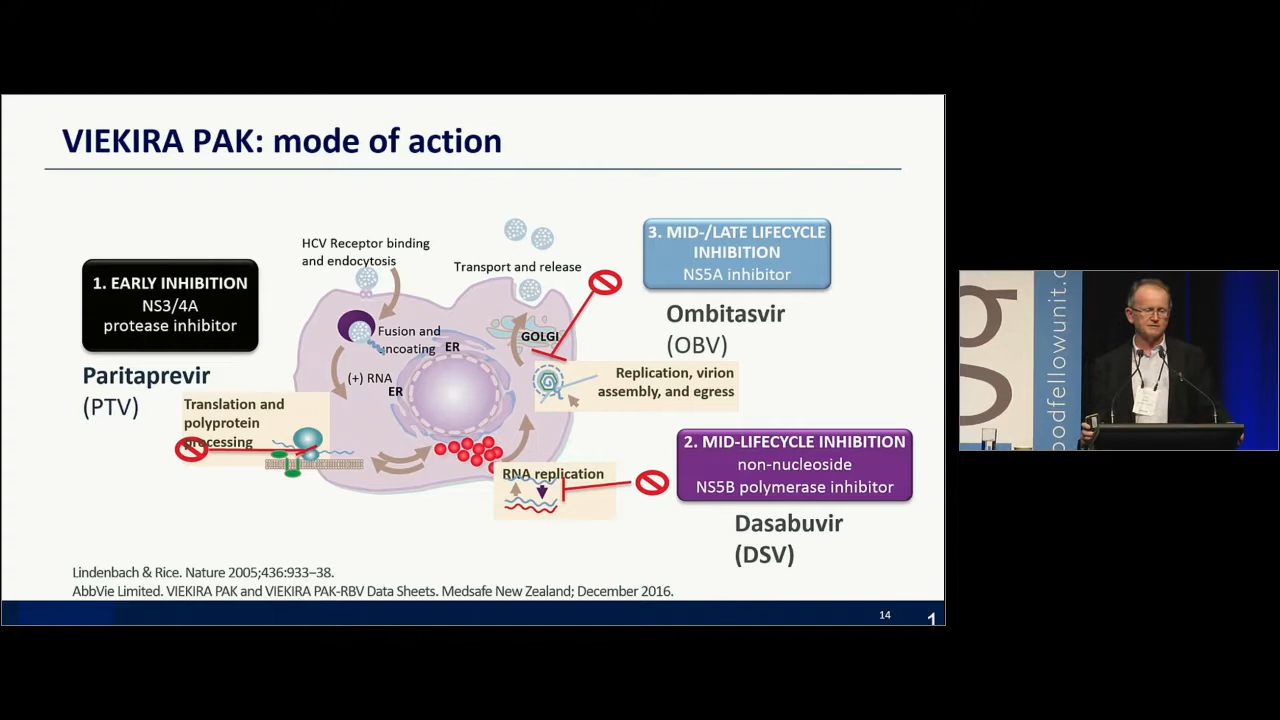 VIEKIRA PAK: mode of action
HCV Receptor binding
and endocytosis
Transport and release
3. MID-/LATE LIFECYCLE
INHIBITION
NS5A inhibitor
1. EARLY INHIBITION
NS3/4A
protease inhibitor
Ombitasvir
(OBV)
Fusion and
uncoating
ER
GOLGI
Paritaprevir
(PTV)
(+) RNA
ER
Replication, virion
assembly, and egress
Translation and
polyprotein
processing
2. MID-LIFECYCLE INHIBITION
non-nucleoside
NS5B polymerase inhibitor
RNA replication
Dasabuvir
(DSV)
Lindenbach & Rice. Nature 2005;436:933–38.
AbbVie Limited. VIEKIRA PAK and VIEKIRA PAK-RBV Data Sheets. Medsafe New Zealand; December 2016.
14
1
g
odfellowunit.o